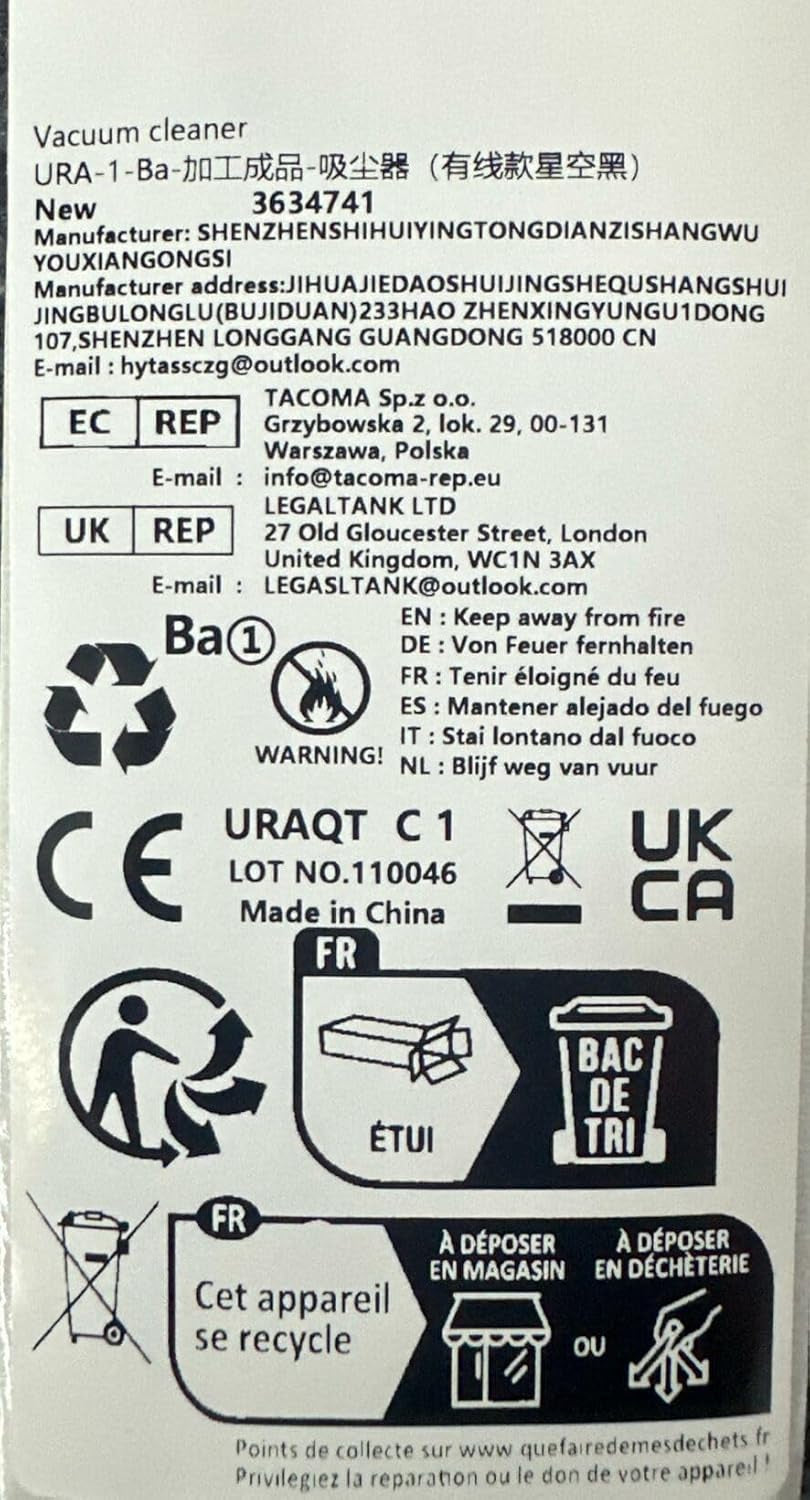 Vacuum cleaner
URA-1-Ba-加工成品-吸尘器（有线款星空黑）
New 3634741
Manufacturer: SHENZHENSHIHUIYINGTONGDIANZISHANGWU
YOUXIANGONGSI
Manufacturer address:JIHUAJIEDAOSHUIJINGSHEQUSHANGSHUI
JINGBULONGLU(BUJIDUAN)233HAO ZHENXINGYUNGU1DONG
107,SHENZHEN LONGGANG GUANGDONG 518000 CN
E-mail : hytassczg@outlook.com
EC REP
TACOMA Sp.z o.o.
Grzybowska 2, lok. 29, 00-131
Warszawa, Polska
E-mail : info@tacoma-rep.eu
UK REP
LEGALTANK LTD
27 Old Gloucester Street, London
United Kingdom, WC1N 3AX
E-mail : LEGASLTANK@outlook.com
Ba①
WARNING!
EN : Keep away from fire
DE : Von Feuer fernhalten
FR : Tenir éloigné du feu
ES : Mantener alejado del fuego
IT : Stai lontano dal fuoco
NL : Blijf weg van vuur
CE
URAQT C 1
LOT NO.110046
Made in China
UK
CA
FR
ÉTUI
BAC
DE
TRI
FR
Cet appareil
se recycle
À DÉPOSER
EN MAGASIN
OU
À DÉPOSER
EN DÉCHÈTERIE
Points de collecte sur www quefairedemesdechets fr
Privilegiez la reparation ou le don de votre appareil !